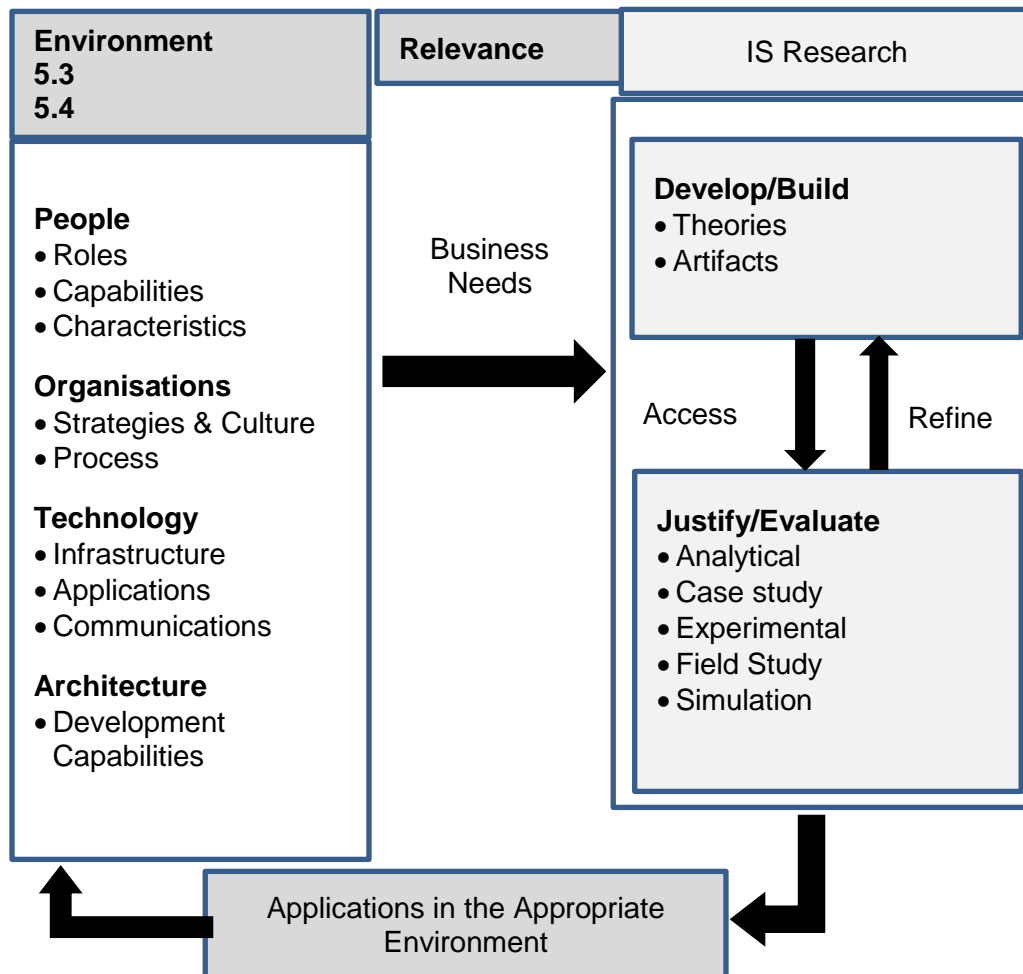 Environment
5.3
5.4
Relevance
IS Research
People
• Roles
• Capabilities
• Characteristics
Organisations
• Strategies & Culture
• Process
Technology
• Infrastructure
• Applications
• Communications
Architecture
• Development
Capabilities
Business
Needs
Develop/Build
• Theories
• Artifacts
Access
Refine
Justify/Evaluate
• Analytical
• Case study
• Experimental
• Field Study
• Simulation
Applications in the Appropriate
Environment